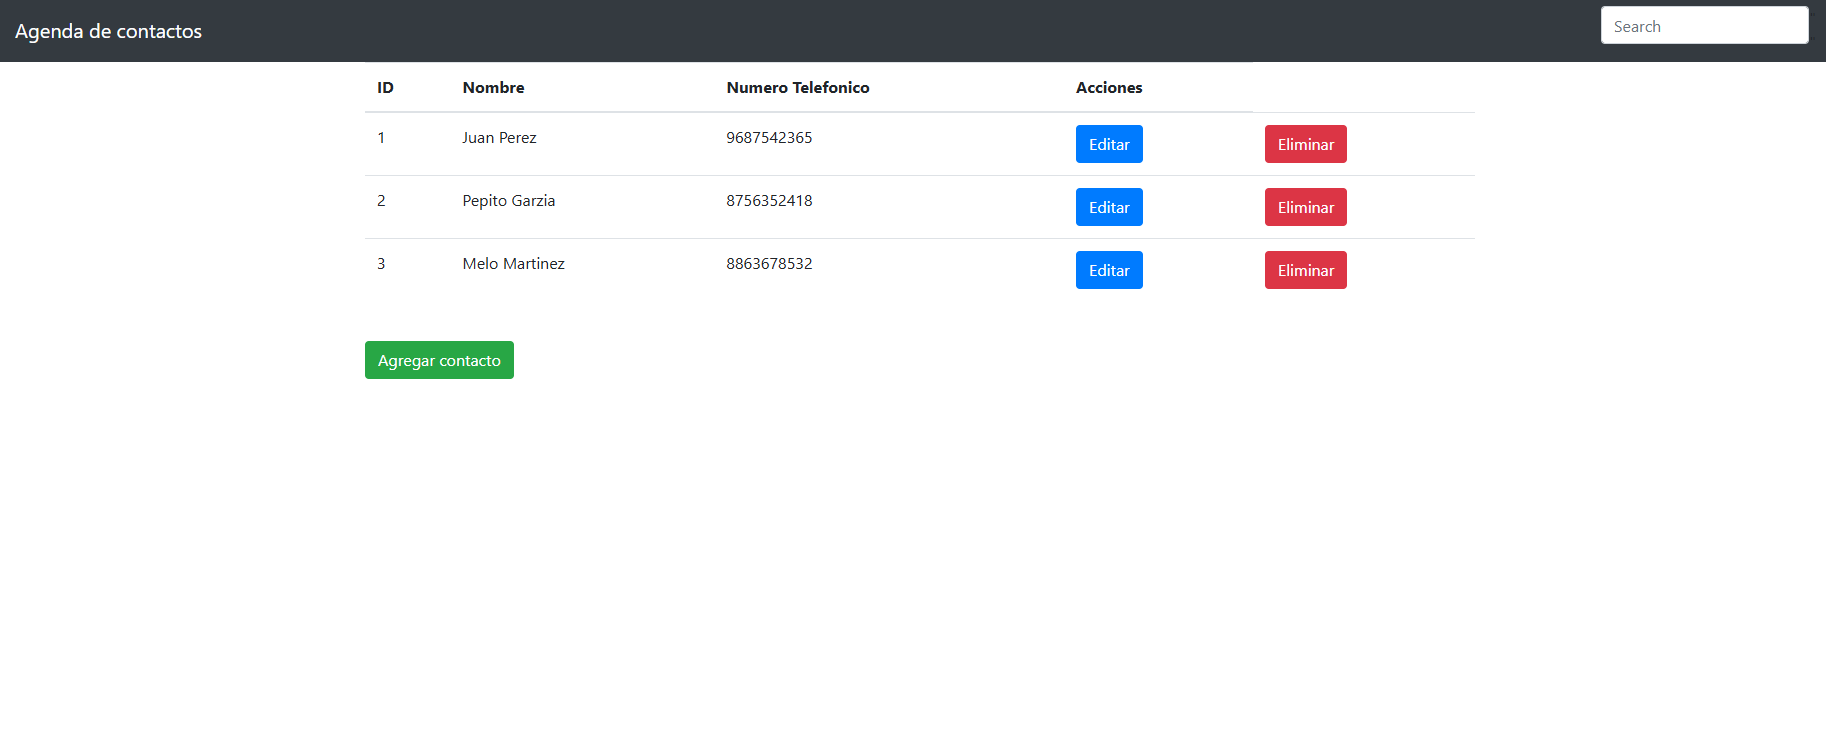 Agenda de contactos Search
ID Nombre Numero Telefonico Acciones
1 Juan Perez 9687542365 Editar Eliminar
2 Pepito Garzia 8756352418 Editar Eliminar
3 Melo Martinez 8863678532 Editar Eliminar
Agregar contacto